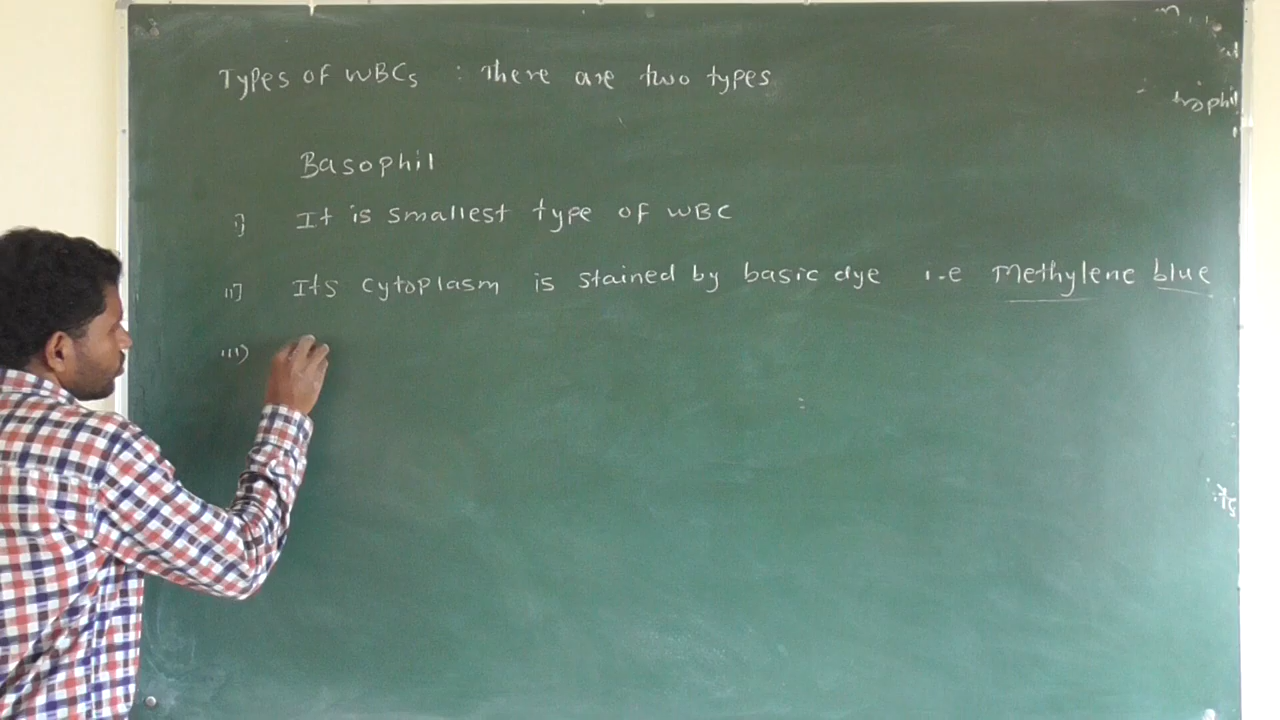 Types OF WBCs : There are two types
Basophil
i] It is smallest type OF WBC
ii] Its cytoplasm is stained by basic dye i.e Methylene blue
iii)
trophil